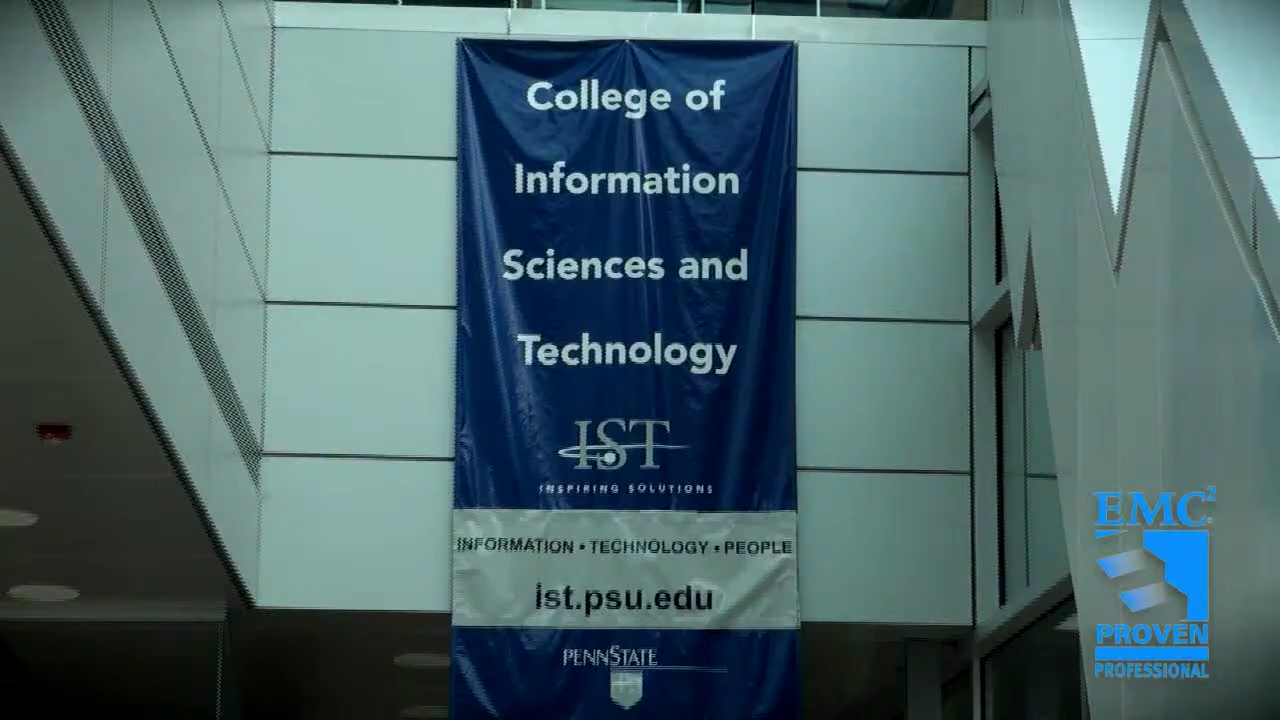 College of
Information
Sciences and
Technology
IST
INSPIRING SOLUTIONS
INFORMATION • TECHNOLOGY • PEOPLE
ist.psu.edu
PENNSTATE
EMC²
PROVEN
PROFESSIONAL